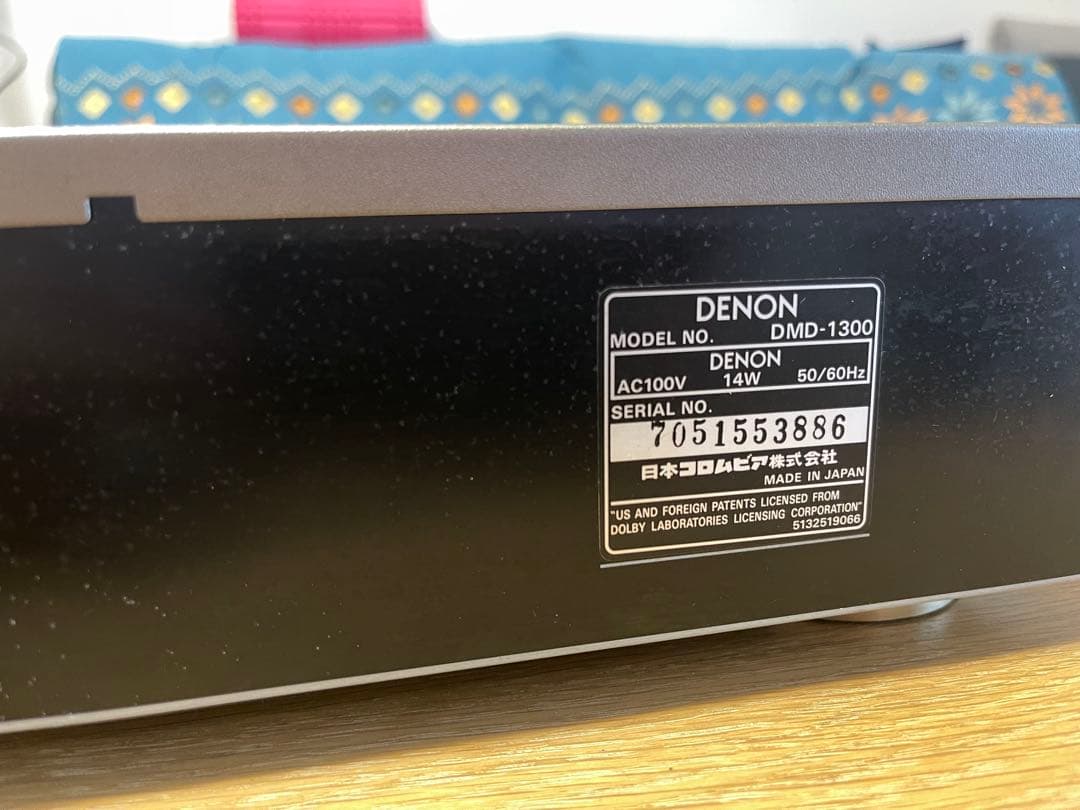 DENON
MODEL NO. DMD-1300
DENON
AC100V 14W 50/60Hz
SERIAL NO.
7051553886
日本コロムビア株式会社
MADE IN JAPAN
"US AND FOREIGN PATENTS LICENSED FROM
DOLBY LABORATORIES LICENSING CORPORATION"
5132519066